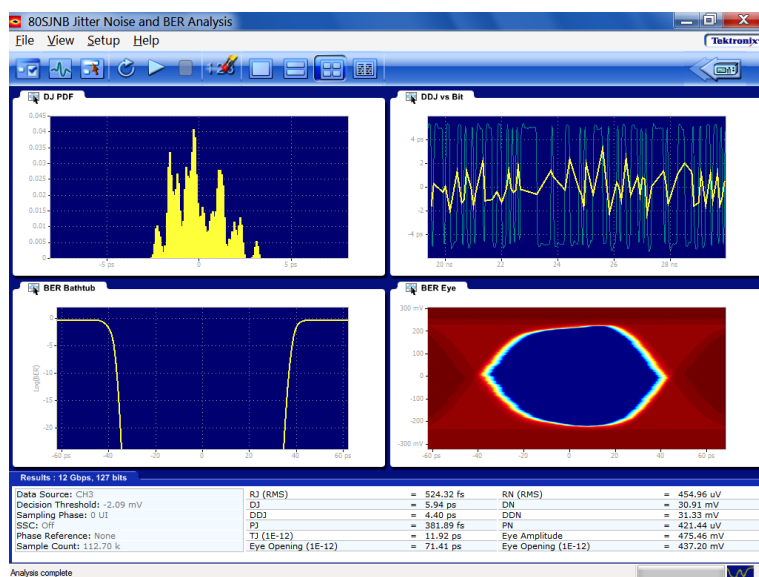 80SJNB Jitter Noise and BER Analysis
File View Setup Help
Tektronix
123
DJ PDF
0.045
0.04
0.035
0.03
0.025
0.02
0.015
0.01
0.005
0
-5 ps 0 5 ps
DDJ vs Bit
4 ps
2
0
-2
-4 ps
20 ns 22 24 26 28 ns
BER Bathtub
0
-5
-10
-15
-20
Log(BER)
-60 ps -40 -20 0 20 40 60 ps
BER Eye
300 mV
200
100
0
-100
-200
-300 mV
-60 ps -40 -20 0 20 40 60 ps
Results : 12 Gbps, 127 bits
Data Source: CH3
Decision Threshold: -2.09 mV
Sampling Phase: 0 UI
SSC: Off
Phase Reference: None
Sample Count: 112.70 k
RJ (RMS) = 524.32 fs
DJ = 5.94 ps
DDJ = 4.40 ps
PJ = 381.89 fs
TJ (1E-12) = 11.92 ps
Eye Opening (1E-12) = 71.41 ps
RN (RMS) = 454.96 uV
DN = 30.91 mV
DDN = 31.33 mV
PN = 421.44 uV
Eye Amplitude = 475.46 mV
Eye Opening (1E-12) = 437.20 mV
Analysis complete